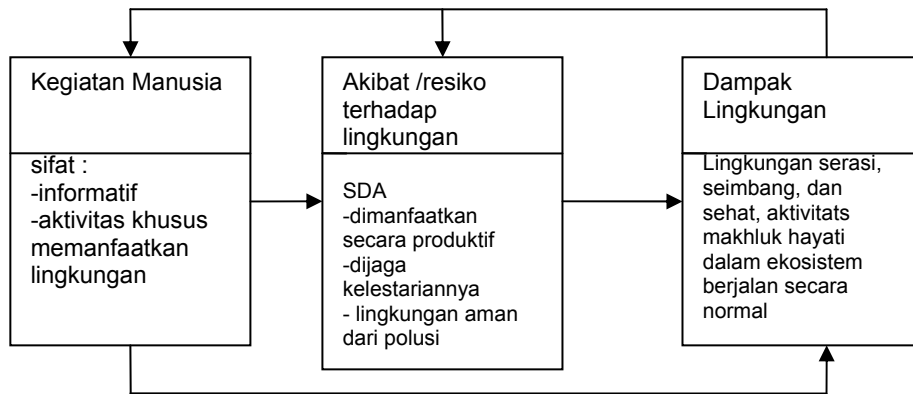 Kegiatan Manusia
sifat :
-informatif
-aktivitas khusus
memanfaatkan
lingkungan
Akibat /resiko
terhadap
lingkungan
SDA
-dimanfaatkan
secara produktif
-dijaga
kelestariannya
- lingkungan aman
dari polusi
Dampak
Lingkungan
Lingkungan serasi,
seimbang, dan
sehat, aktivitats
makhluk hayati
dalam ekosistem
berjalan secara
normal